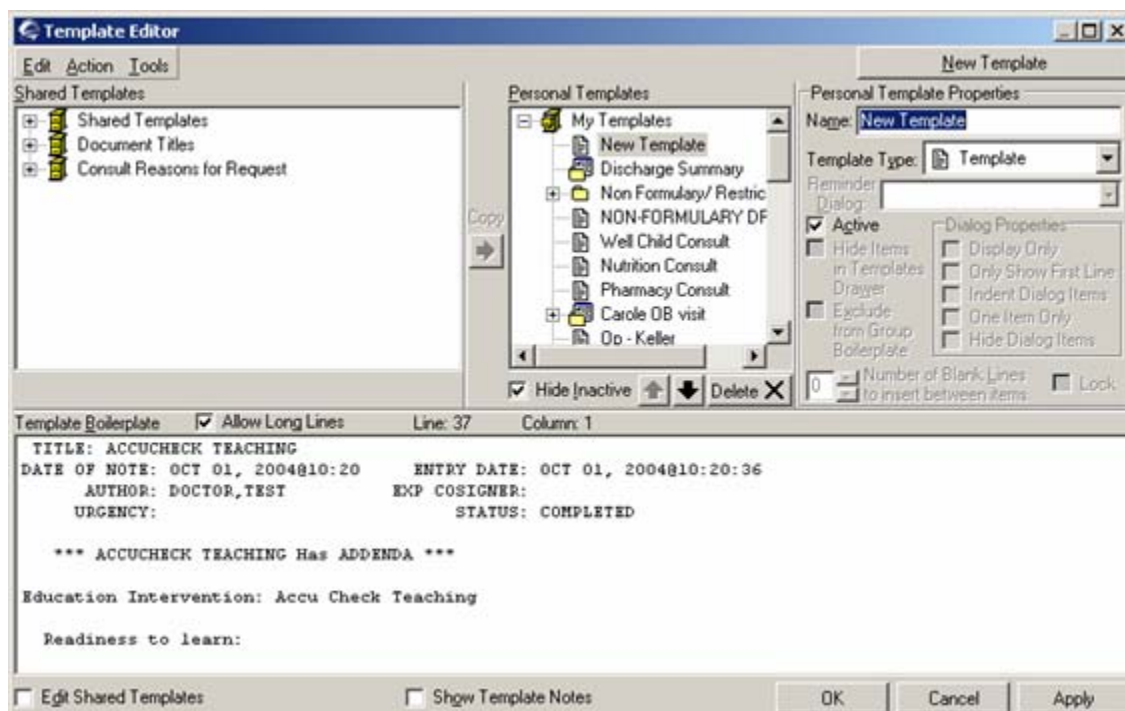 Template Editor
Edit Action Tools
New Template
Shared Templates
Shared Templates
Document Titles
Consult Reasons for Request
Copy
Personal Templates
My Templates
New Template
Discharge Summary
Non Formulary/ Restric
NON-FORMULARY DF
Well Child Consult
Nutrition Consult
Pharmacy Consult
Carole OB visit
Op - Keller
Hide Inactive
Delete
Personal Template Properties
Name: New Template
Template Type: Template
Reminder
Dialog:
Active
Hide Items
in Templates
Drawer
Exclude
from Group
Boilerplate
Dialog Properties
Display Only
Only Show First Line
Indent Dialog Items
One Item Only
Hide Dialog Items
0 Number of Blank Lines
to insert between items
Lock
Template Boilerplate Allow Long Lines Line: 37 Column: 1
TITLE: ACCUCHECK TEACHING
DATE OF NOTE: OCT 01, 2004@10:20 ENTRY DATE: OCT 01, 2004@10:20:36
AUTHOR: DOCTOR,TEST EXP COSIGNER:
URGENCY: STATUS: COMPLETED
*** ACCUCHECK TEACHING Has ADDENDA ***
Education Intervention: Accu Check Teaching
Readiness to learn:
Edit Shared Templates Show Template Notes OK Cancel Apply